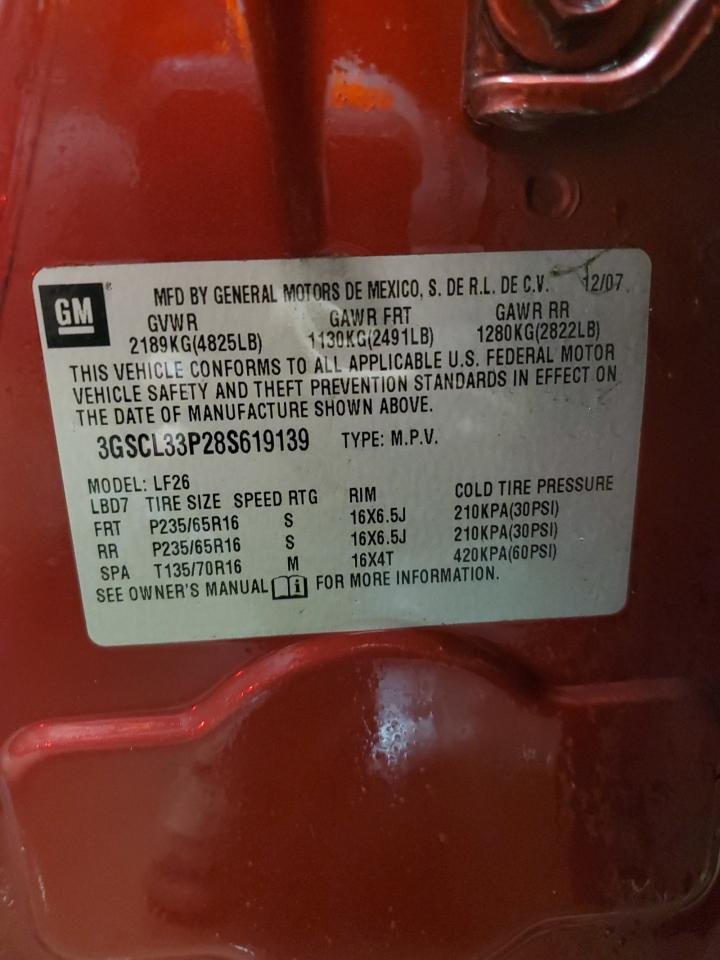 GM
MFD BY GENERAL MOTORS DE MEXICO, S. DE R.L. DE C.V. 12/07
GVWR GAWR FRT GAWR RR
2189KG(4825LB) 1130KG(2491LB) 1280KG(2822LB)
THIS VEHICLE CONFORMS TO ALL APPLICABLE U.S. FEDERAL MOTOR
VEHICLE SAFETY AND THEFT PREVENTION STANDARDS IN EFFECT ON
THE DATE OF MANUFACTURE SHOWN ABOVE.
3GSCL33P28S619139 TYPE: M.P.V.
MODEL: LF26
LBD7 TIRE SIZE SPEED RTG RIM COLD TIRE PRESSURE
FRT P235/65R16 S 16X6.5J 210KPA(30PSI)
RR P235/65R16 S 16X6.5J 210KPA(30PSI)
SPA T135/70R16 M 16X4T 420KPA(60PSI)
SEE OWNER'S MANUAL i FOR MORE INFORMATION.